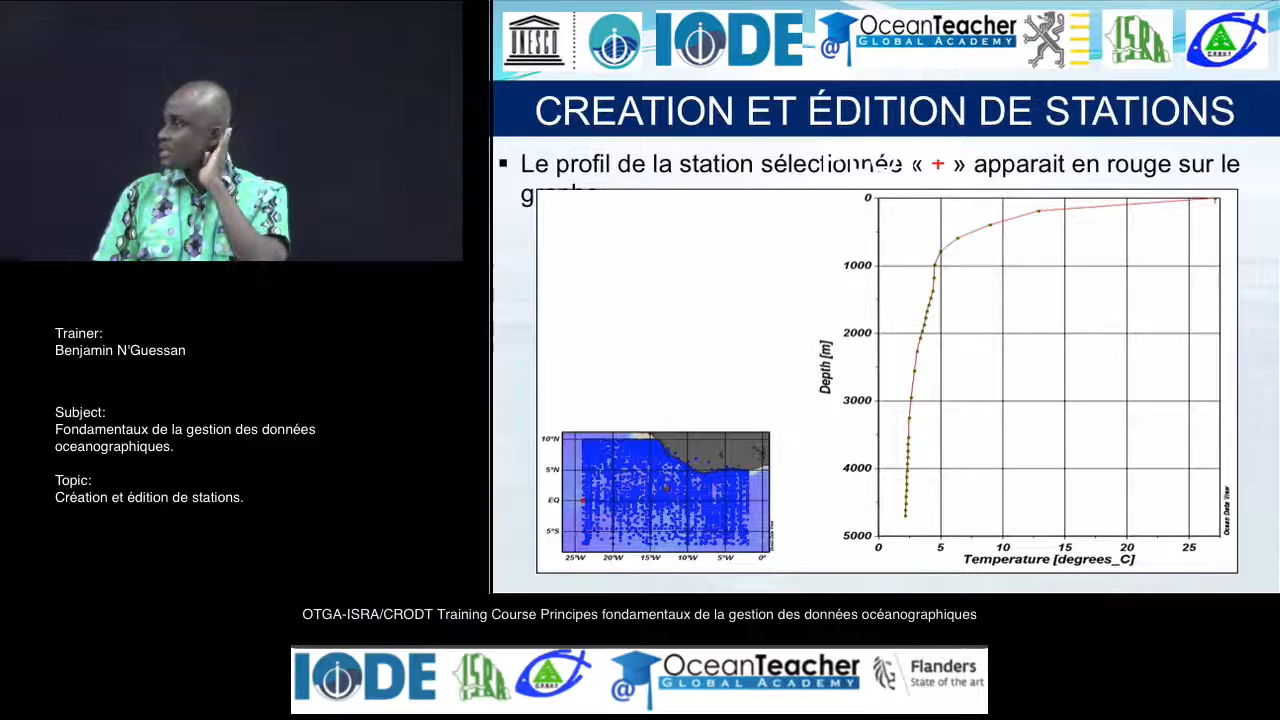 UNESCO
IODE
@
OceanTeacher
GLOBAL ACADEMY
ISRA
C.R.O.D.T
CREATION ET ÉDITION DE STATIONS
▪ Le profil de la station sélectionnée « + » apparait en rouge sur le
0
1000
2000
3000
4000
5000
Depth [m]
0 5 10 15 20 25
Temperature [degrees_C]
Ocean Data View
10°N
5°N
EQ
5°S
25°W 20°W 15°W 10°W 5°W 0°
Trainer:
Benjamin N'Guessan
Subject:
Fondamentaux de la gestion des données
oceanographiques.
Topic:
Création et édition de stations.
OTGA-ISRA/CRODT Training Course Principes fondamentaux de la gestion des données océanographiques
IODE
ISRA
C.R.O.D.T
@
OceanTeacher
GLOBAL ACADEMY
Flanders
State of the art